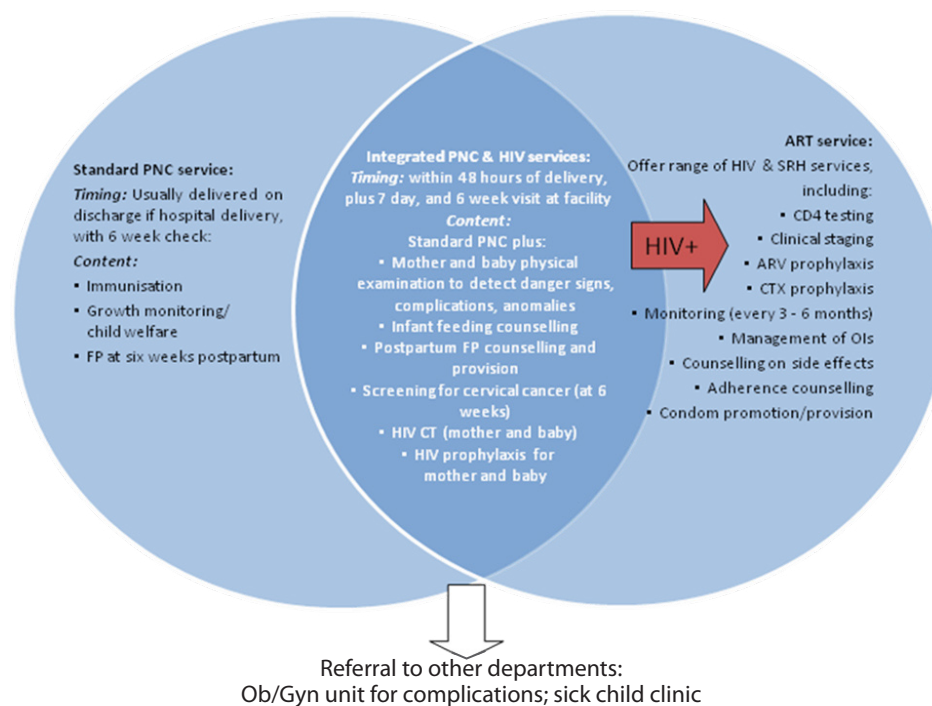 Standard PNC service:
Timing: Usually delivered on
discharge if hospital delivery,
with 6 week check:
Content:
▪ Immunisation
▪ Growth monitoring/
child welfare
▪ FP at six weeks postpartum
Integrated PNC & HIV services:
Timing: within 48 hours of delivery,
plus 7 day, and 6 week visit at facility
Content:
Standard PNC plus:
▪ Mother and baby physical
examination to detect danger signs,
complications, anomalies
▪ Infant feeding counselling
▪ Postpartum FP counselling and
provision
▪ Screening for cervical cancer (at 6
weeks)
▪ HIV CT (mother and baby)
▪ HIV prophylaxis for
mother and baby
HIV+
ART service:
Offer range of HIV & SRH services,
including:
▪ CD4 testing
▪ Clinical staging
▪ ARV prophylaxis
▪ CTX prophylaxis
▪ Monitoring (every 3 - 6 months)
▪ Management of OIs
▪ Counselling on side effects
▪ Adherence counselling
▪ Condom promotion/provision
Referral to other departments:
Ob/Gyn unit for complications; sick child clinic